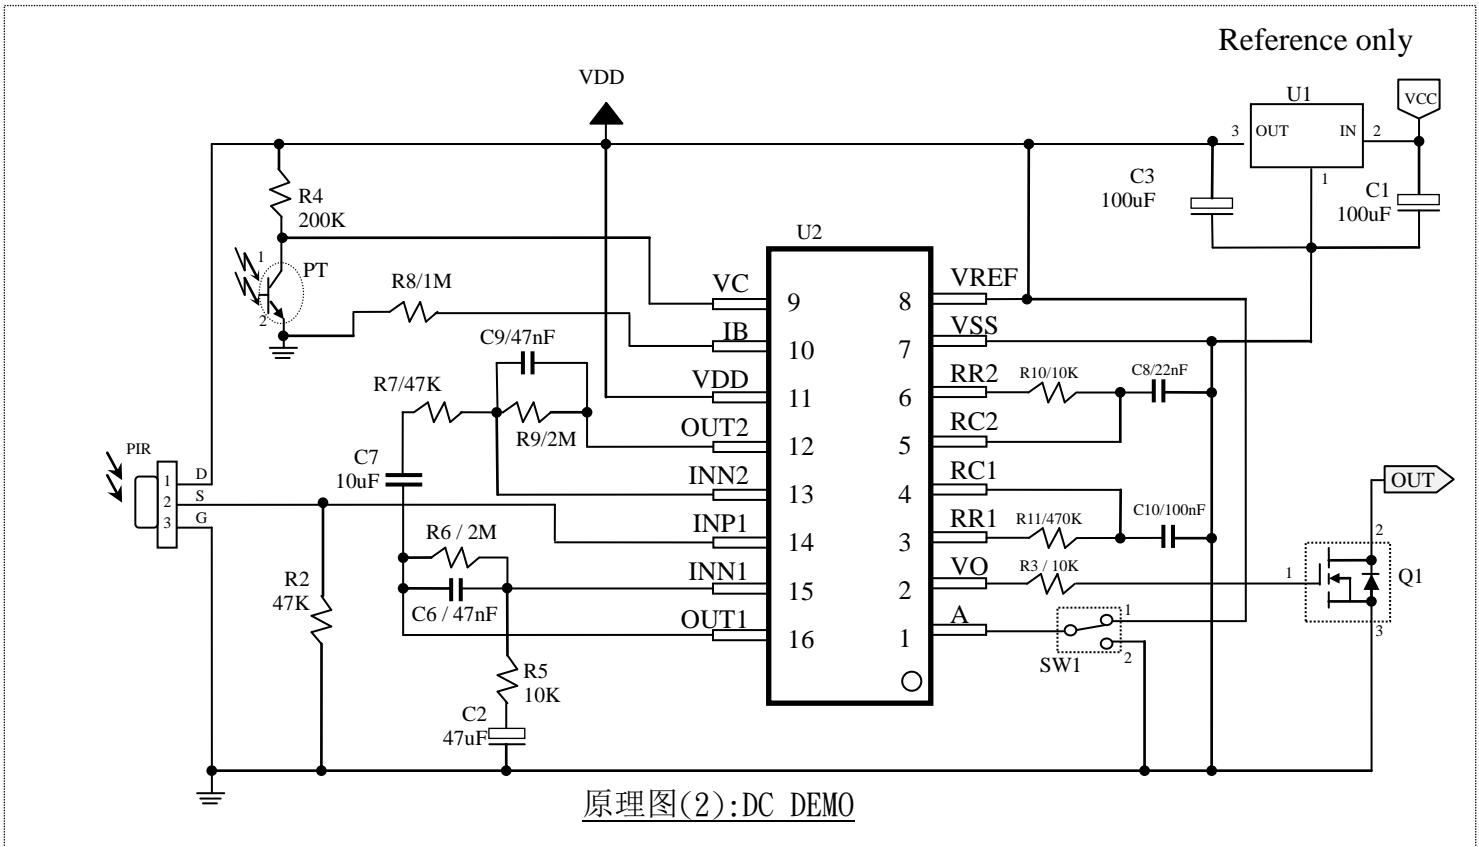 Reference only
VDD
U1
VCC
3
OUT
IN
2
1
C3
100uF
C1
100uF
R4
200K
U2
1
PT
2
R8/1M
VC
9
8
VREF
IB
10
7
VSS
C9/47nF
R7/47K
VDD
11
6
RR2
R10/10K
C8/22nF
R9/2M
OUT2
12
5
RC2
C7
10uF
INN2
13
4
RC1
PIR
1
D
2
S
3
G
INP1
14
3
RR1
R11/470K
C10/100nF
OUT
2
R6 / 2M
INN1
15
2
VO
R3 / 10K
1
Q1
3
R2
47K
C6 / 47nF
OUT1
16
1
A
1
SW1
2
R5
10K
C2
47uF
原理图(2):DC DEMO